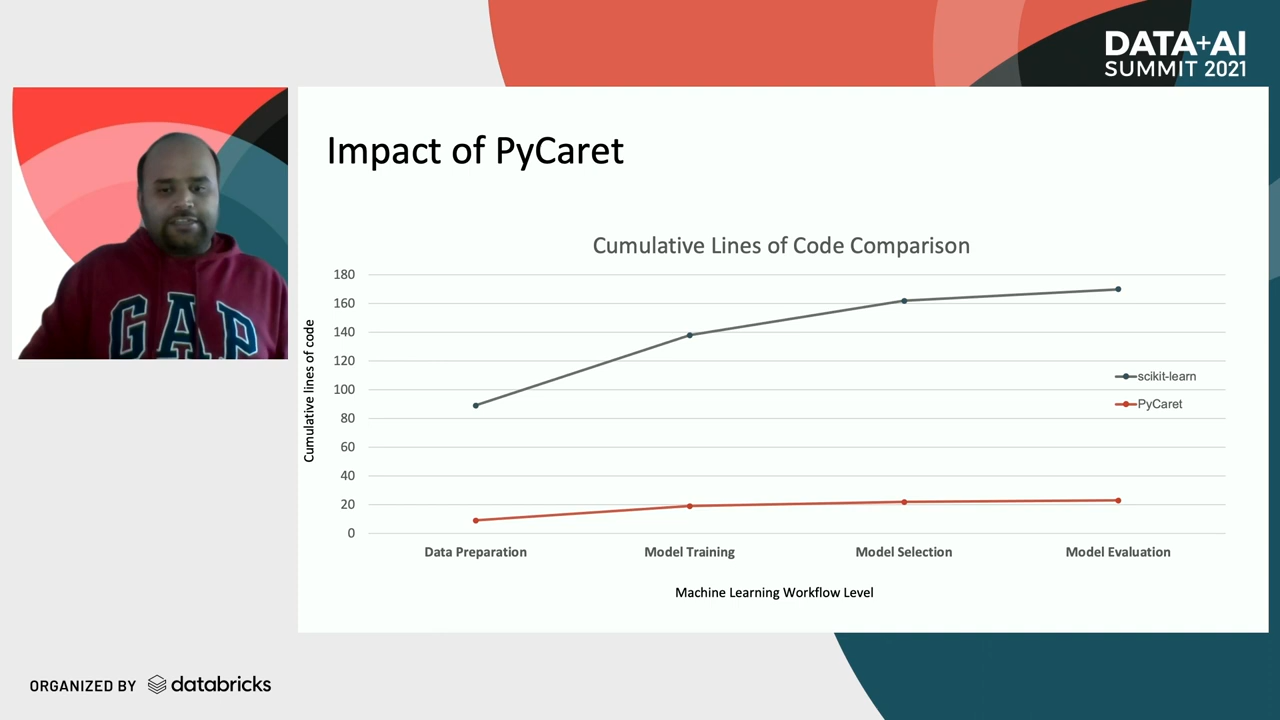 DATA+AI
SUMMIT 2021
GAP
Impact of PyCaret
Cumulative Lines of Code Comparison
Cumulative lines of code
180
160
140
120
100
80
60
40
20
0
scikit-learn
PyCaret
Data Preparation Model Training Model Selection Model Evaluation
Machine Learning Workflow Level
ORGANIZED BY databricks